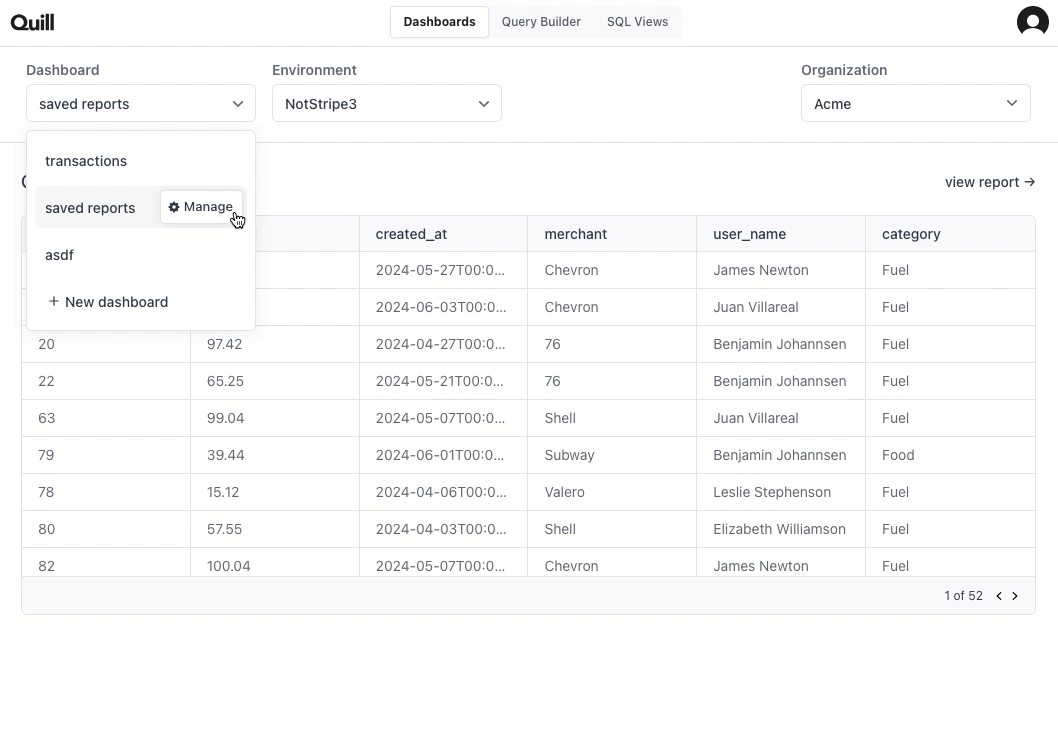 Quill
Dashboards Query Builder SQL Views
Dashboard Environment Organization
saved reports NotStripe3 Acme
transactions
saved reports Manage
asdf
+ New dashboard
view report →
created_at merchant user_name category
2024-05-27T00:0... Chevron James Newton Fuel
2024-06-03T00:0... Chevron Juan Villareal Fuel
20 97.42 2024-04-27T00:0... 76 Benjamin Johannsen Fuel
22 65.25 2024-05-21T00:0... 76 Benjamin Johannsen Fuel
63 99.04 2024-05-07T00:0... Shell Juan Villareal Fuel
79 39.44 2024-06-01T00:0... Subway Benjamin Johannsen Food
78 15.12 2024-04-06T00:0... Valero Leslie Stephenson Fuel
80 57.55 2024-04-03T00:0... Shell Elizabeth Williamson Fuel
82 100.04 2024-05-07T00:0... Chevron James Newton Fuel
1 of 52 < >